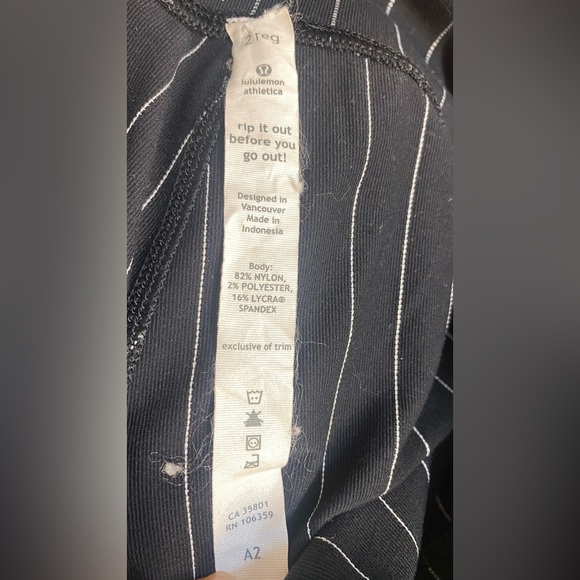 2 reg
lululemon
athletica
rip it out
before you
go out!
Designed in
Vancouver
Made in
Indonesia
Body:
82% NYLON,
2% POLYESTER,
16% LYCRA®
SPANDEX
exclusive of trim
CA 35801
RN 106359
A2